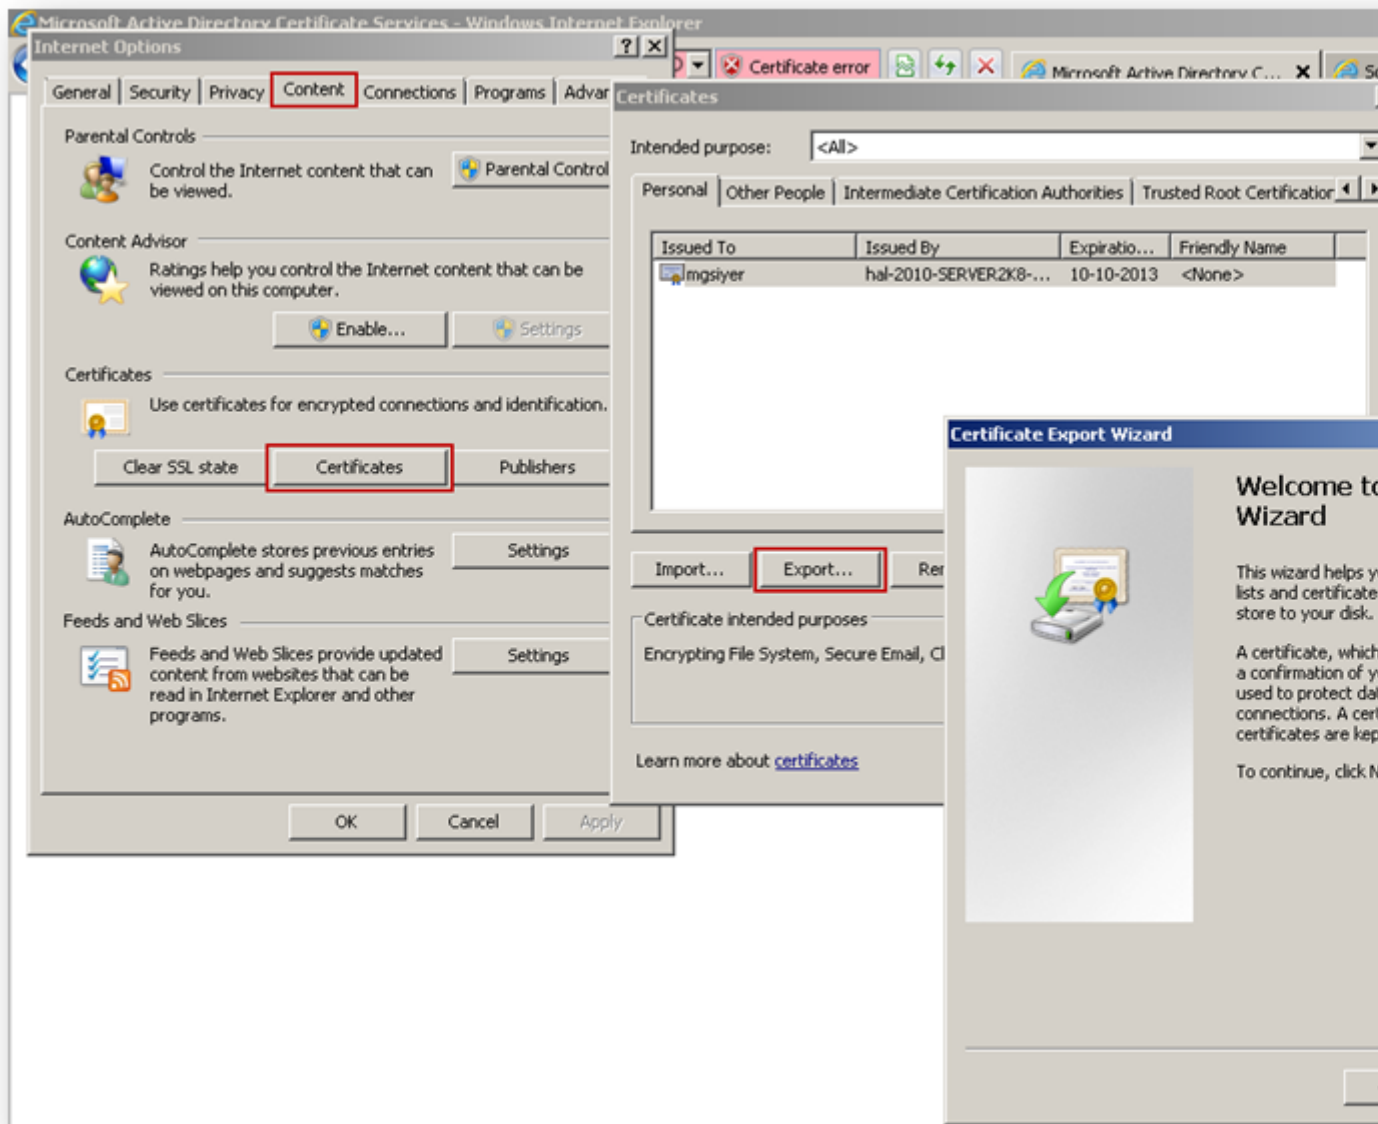 Microsoft Active Directory Certificate Services - Windows Internet Explorer
Internet Options
General
Security
Privacy
Content
Connections
Programs
Advar
Parental Controls
Control the Internet content that can
be viewed.
Parental Control
Content Advisor
Ratings help you control the Internet content that can be
viewed on this computer.
Enable...
Settings
Certificates
Use certificates for encrypted connections and identification.
Clear SSL state
Certificates
Publishers
AutoComplete
AutoComplete stores previous entries
on webpages and suggests matches
for you.
Settings
Feeds and Web Slices
Feeds and Web Slices provide updated
content from websites that can be
read in Internet Explorer and other
programs.
Settings
OK
Cancel
Apply
Certificate error
Microsoft Active Directory C...
Certificates
Intended purpose:
<All>
Personal
Other People
Intermediate Certification Authorities
Trusted Root Certification
Issued To
Issued By
Expiratio...
Friendly Name
mgsiyer
hal-2010-SERVER2K8-...
10-10-2013
<None>
Import...
Export...
Rer
Certificate intended purposes
Encrypting File System, Secure Email, Cl
Learn more about certificates
Certificate Export Wizard
Welcome to
Wizard
This wizard helps y
lists and certificate
store to your disk.
A certificate, which
a confirmation of y
used to protect dat
connections. A cert
certificates are kep
To continue, click N